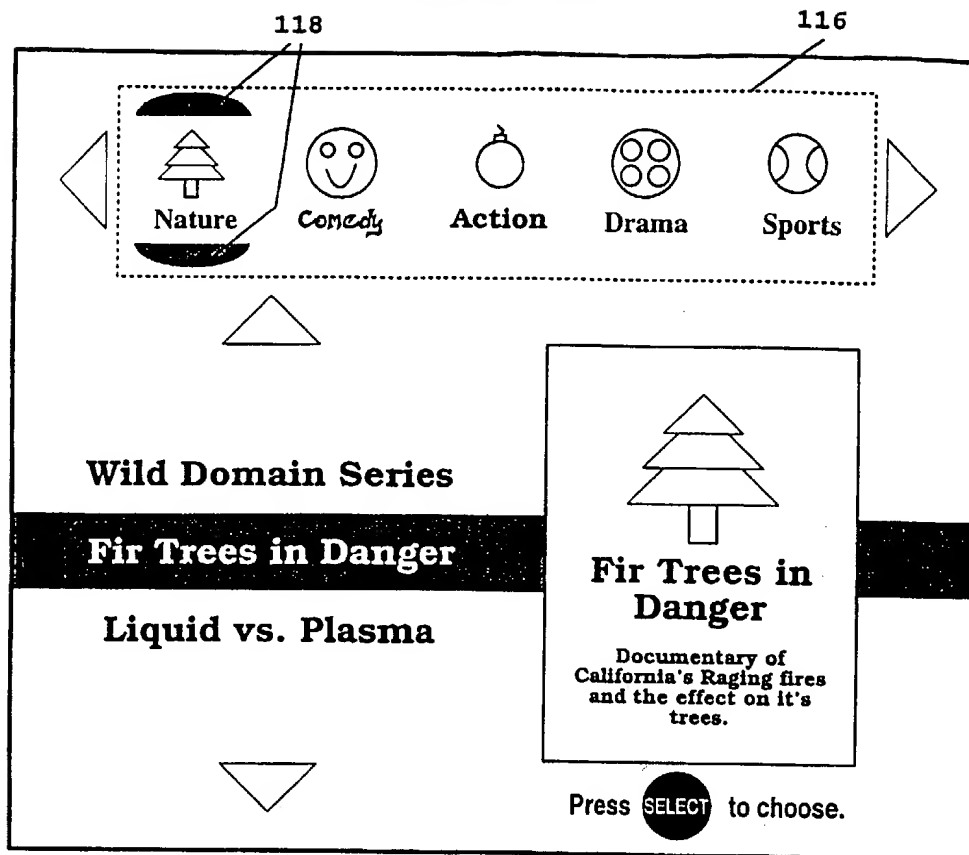 118
116
Nature
Comedy
Action
Drama
Sports
Wild Domain Series
Fir Trees in Danger
Liquid vs. Plasma
Fir Trees in
Danger
Documentary of
California's Raging fires
and the effect on it's
trees.
Press SELECT to choose.